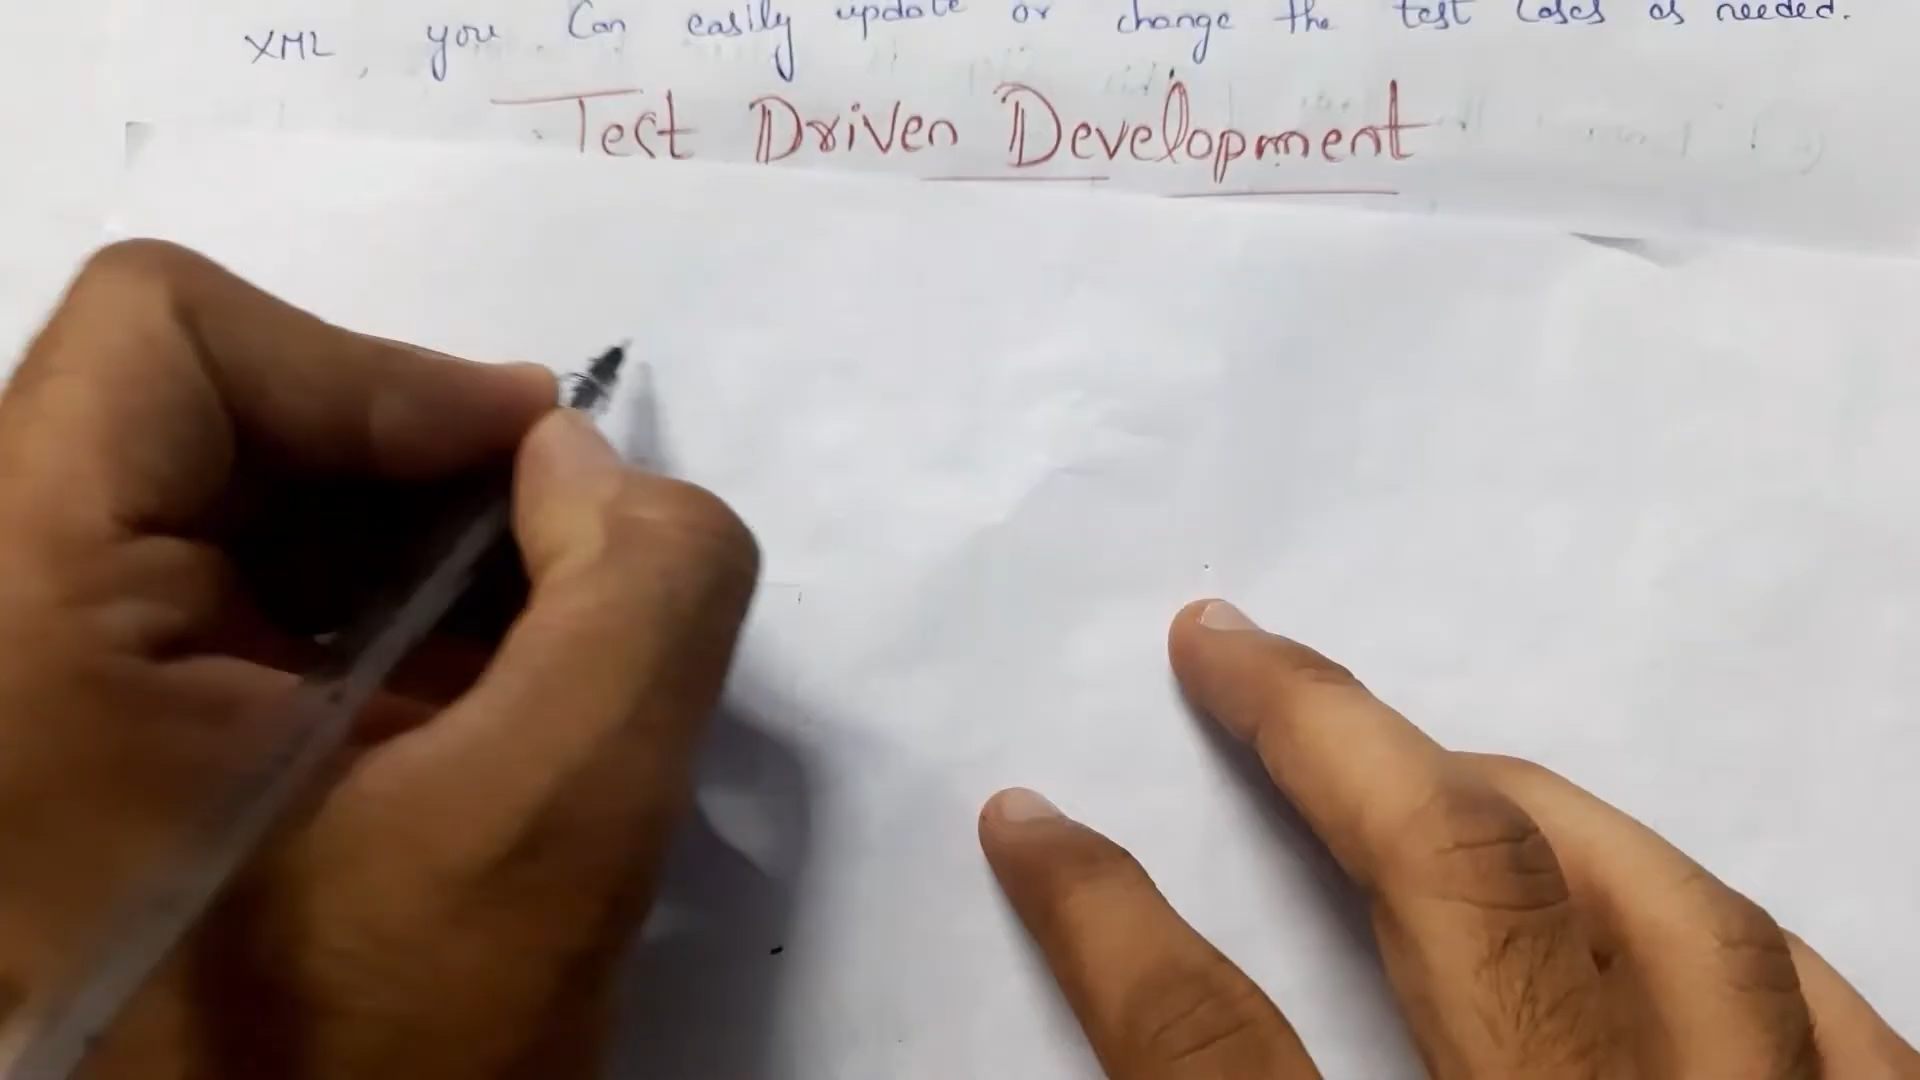 XML, you Can easily update or change the test Cases as needed.
Test Driven Development